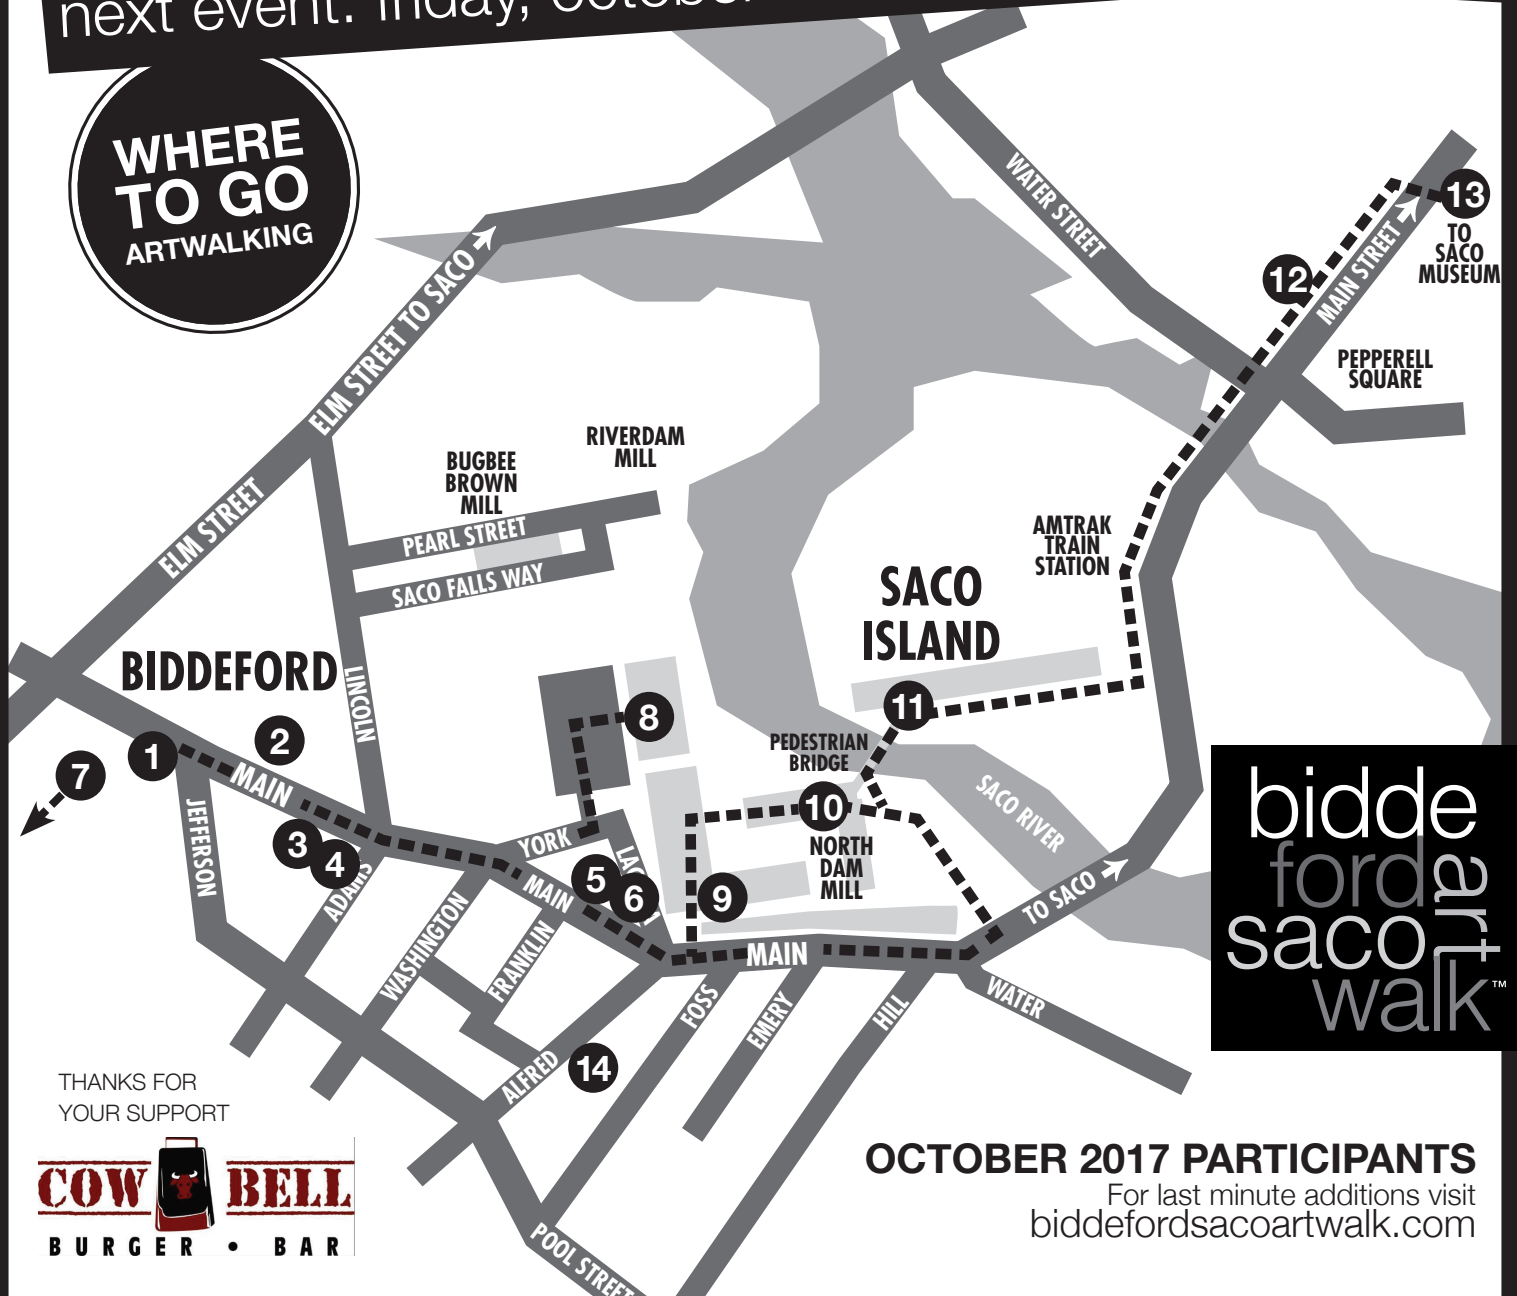 next event: friday, october
WHERE
TO GO
ARTWALKING
WATER STREET
13
TO
SACO
MUSEUM
12
MAIN STREET
ELM STREET TO SACO
PEPPERELL
SQUARE
RIVERDAM
MILL
BUGBEE
BROWN
MILL
PEARL STREET
SACO FALLS WAY
ELM STREET
AMTRAK
TRAIN
STATION
SACO
ISLAND
BIDDEFORD
LINCOLN
11
8
2
1
7
MAIN
PEDESTRIAN
BRIDGE
SACO RIVER
10
NORTH
DAM
MILL
JEFFERSON
3
4
ADAMS
YORK
5
6
9
MAIN
TO SACO
WASHINGTON
FRANKLIN
MAIN
FOSS
EMERY
HILL
WATER
ALFRED
14
POOL STREET
bidde
ford
saco
art
walk™
THANKS FOR
YOUR SUPPORT
COW BELL
BURGER • BAR
OCTOBER 2017 PARTICIPANTS
For last minute additions visit
biddefordsacoartwalk.com